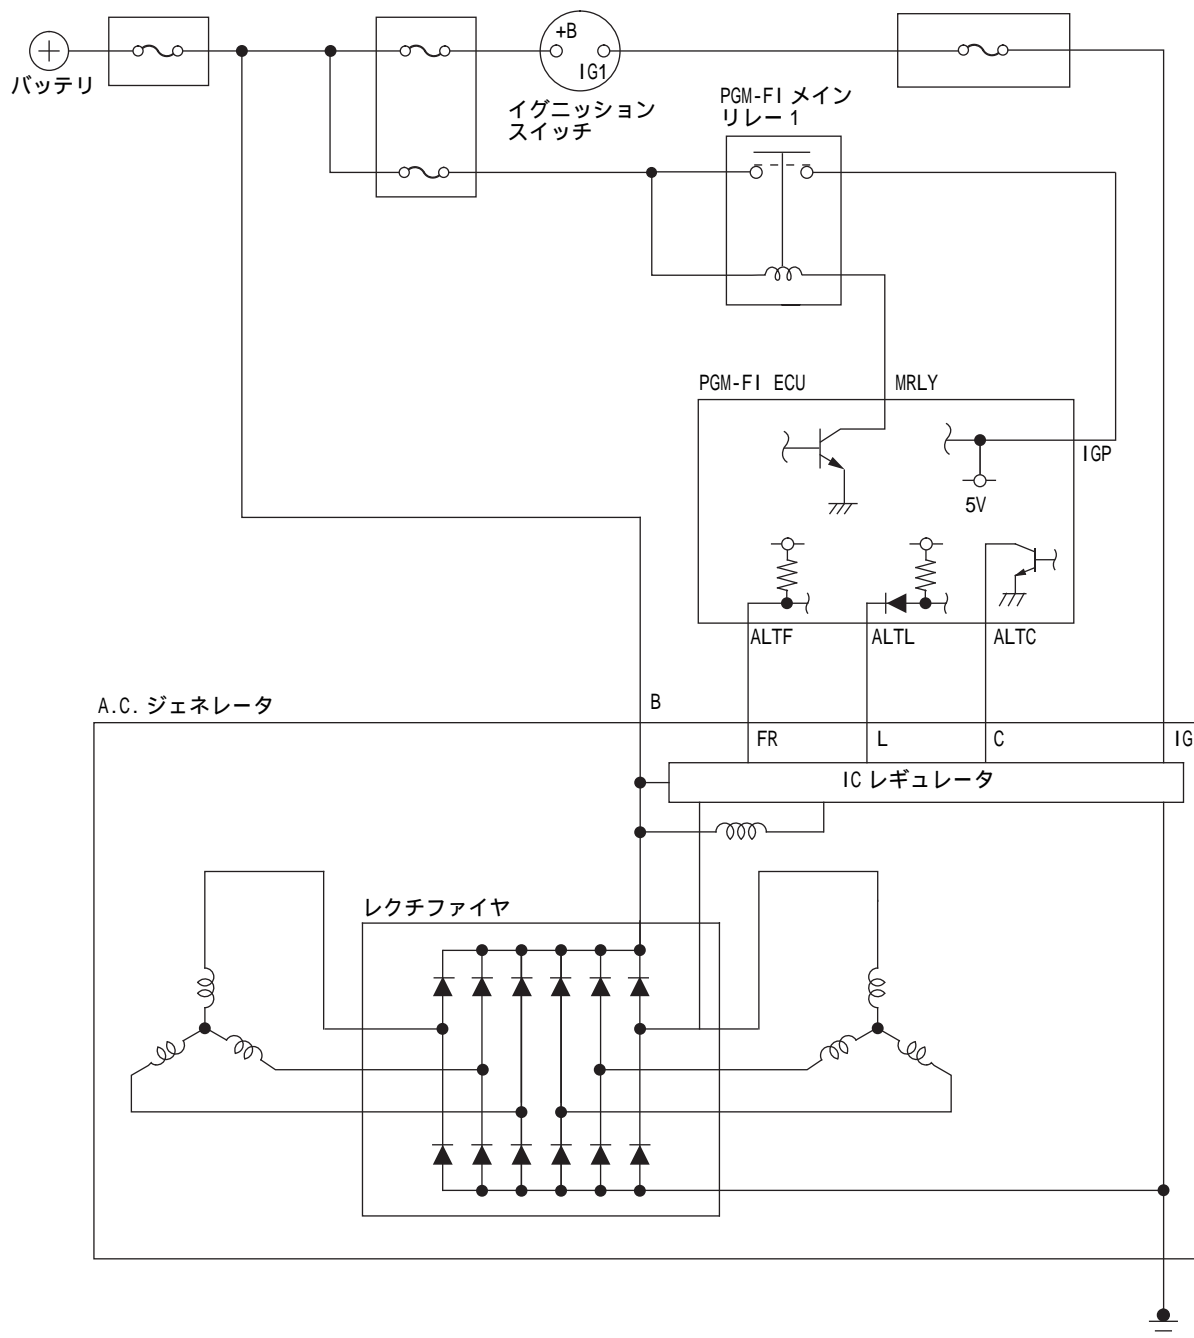 +B
IG1
バッテリ
イグニッション
スイッチ
PGM-FI メイン
リレー 1
PGM-FI ECU
MRLY
IGP
5V
ALTF
ALTL
ALTC
A.C. ジェネレータ
B
FR
L
C
IG
IC レギュレータ
レクチファイヤ